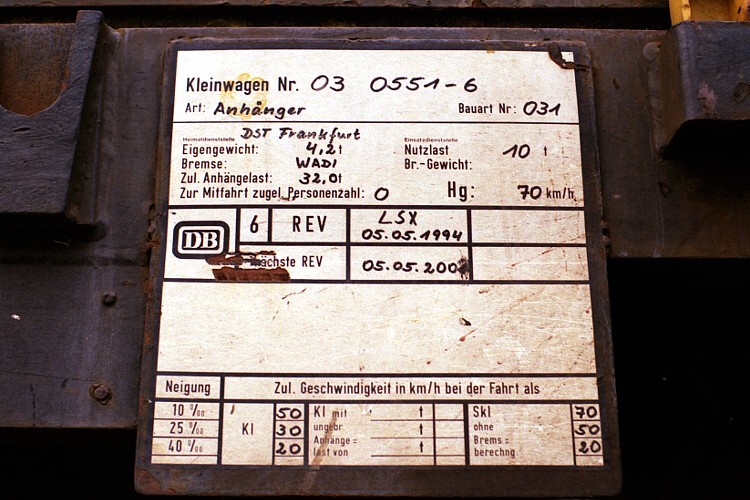 Kleinwagen Nr. 03 0551-6
Art: Anhänger Bauart Nr: 031
Heimatdienststelle DST Frankfurt Einsatzdienststelle
Eigengewicht: 4,2 t Nutzlast 10 t
Bremse: WADI Br.-Gewicht:
Zul. Anhängelast: 32,0 t
Zur Mitfahrt zugel. Personenzahl: 0 Hg: 70 km/h
DB 6 REV LSX
05.05.1994
nächste REV 05.05.200
Neigung Zul. Geschwindigkeit in km/h bei der Fahrt als
10 ‰ 50 Kl mit t Skl 70
25 ‰ Kl 30 ungebr t ohne 50
40 ‰ 20 Anhänge= t Brems= 20
last von berechng